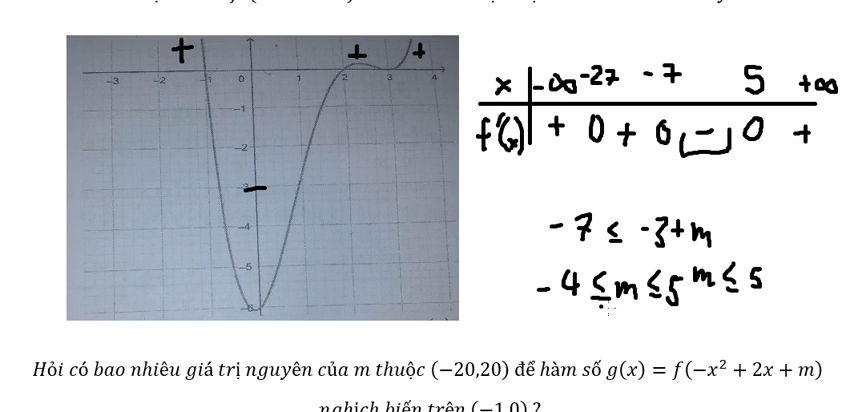 + + +
-3 -2 -1 0 1 2 3 4
-1
-2
-3
-4
-5
-6
x | -∞ -27 -7 5 +∞
f'(x) | + 0 + 0 - 0 +
-7 ≤ -3+m
m ≤ 5
-4 ≤ m ≤ 5
Hỏi có bao nhiêu giá trị nguyên của m thuộc (−20,20) để hàm số g(x) = f(−x² + 2x + m)
nghịch biến trên (−1,0) ?